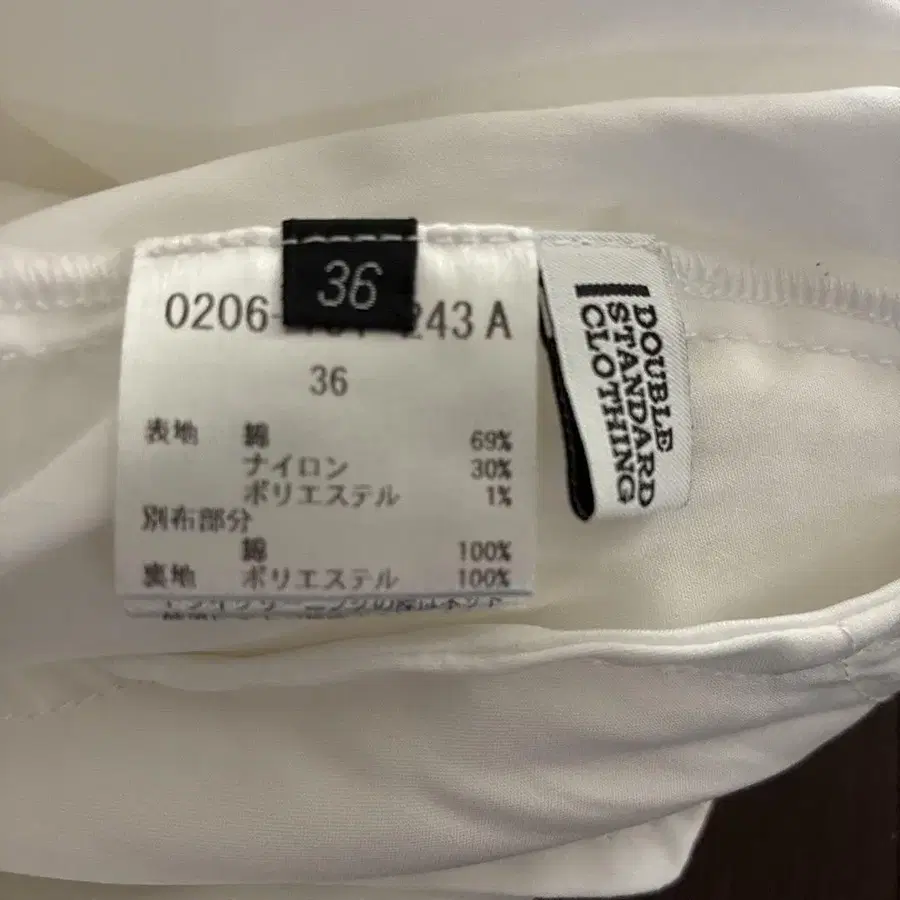 36
0206- 243 A
36
表地 綿 69%
ナイロン 30%
ポリエステル 1%
別布部分
綿 100%
裏地 ポリエステル 100%
DOUBLE
STANDARD
CLOTHING